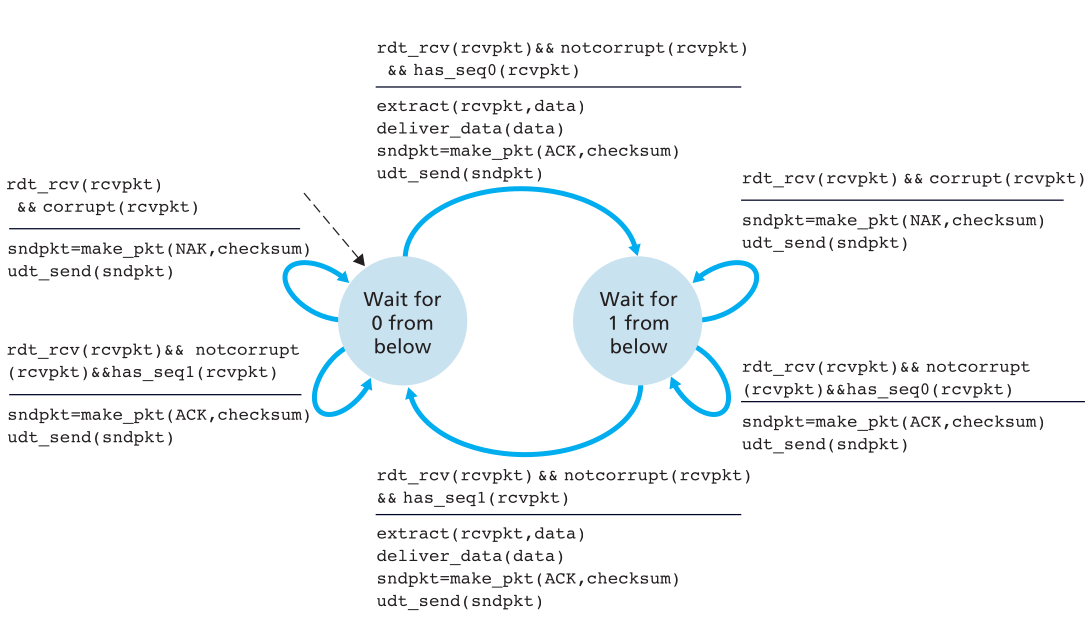 rdt_rcv(rcvpkt)&& notcorrupt(rcvpkt)
&& has_seq0(rcvpkt)
extract(rcvpkt,data)
deliver_data(data)
sndpkt=make_pkt(ACK,checksum)
udt_send(sndpkt)
rdt_rcv(rcvpkt)
&& corrupt(rcvpkt)
sndpkt=make_pkt(NAK,checksum)
udt_send(sndpkt)
rdt_rcv(rcvpkt) && corrupt(rcvpkt)
sndpkt=make_pkt(NAK,checksum)
udt_send(sndpkt)
Wait for
0 from
below
Wait for
1 from
below
rdt_rcv(rcvpkt)&& notcorrupt
(rcvpkt)&&has_seq1(rcvpkt)
sndpkt=make_pkt(ACK,checksum)
udt_send(sndpkt)
rdt_rcv(rcvpkt)&& notcorrupt
(rcvpkt)&&has_seq0(rcvpkt)
sndpkt=make_pkt(ACK,checksum)
udt_send(sndpkt)
rdt_rcv(rcvpkt) && notcorrupt(rcvpkt)
&& has_seq1(rcvpkt)
extract(rcvpkt,data)
deliver_data(data)
sndpkt=make_pkt(ACK,checksum)
udt_send(sndpkt)